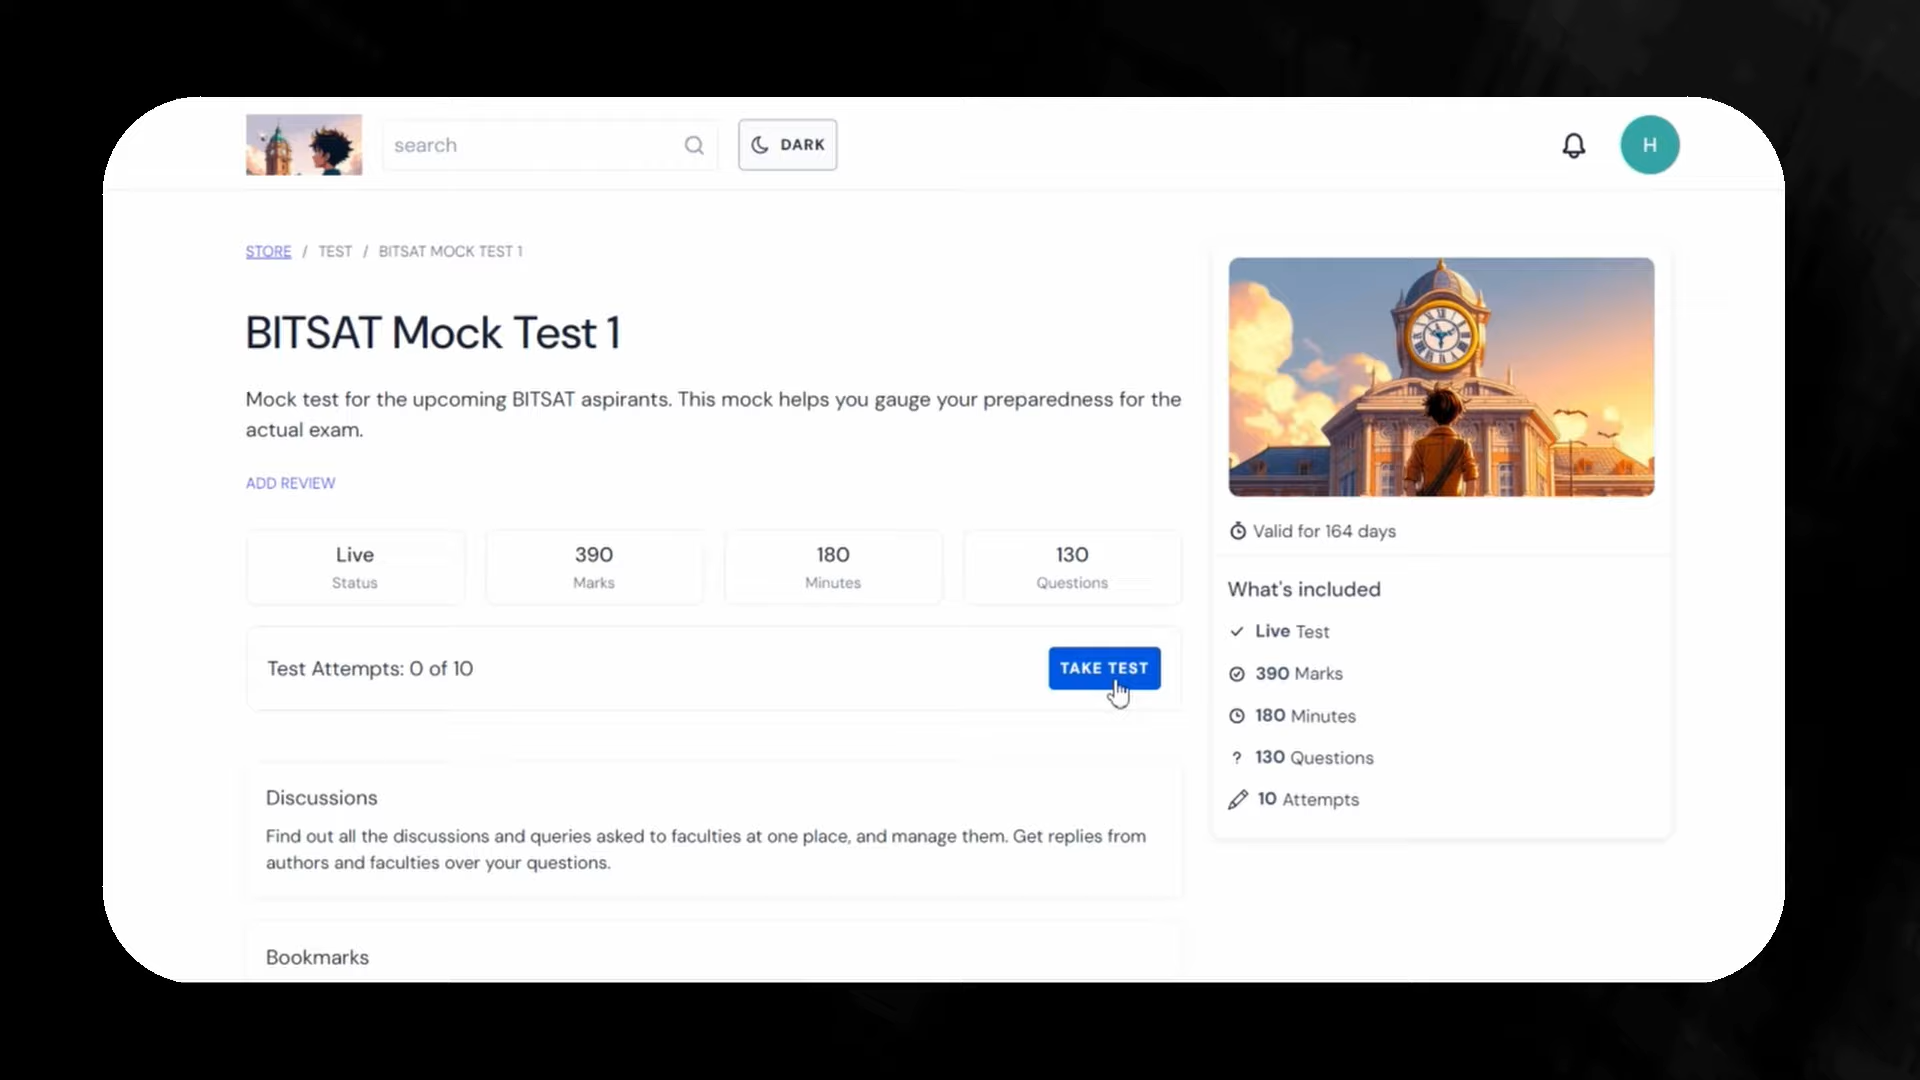 search
DARK
H
STORE / TEST / BITSAT MOCK TEST 1
BITSAT Mock Test 1
Mock test for the upcoming BITSAT aspirants. This mock helps you gauge your preparedness for the
actual exam.
ADD REVIEW
Live
Status
390
Marks
180
Minutes
130
Questions
Test Attempts: 0 of 10
TAKE TEST
Discussions
Find out all the discussions and queries asked to faculties at one place, and manage them. Get replies from
authors and faculties over your questions.
Bookmarks
Valid for 164 days
What's included
Live Test
390 Marks
180 Minutes
? 130 Questions
10 Attempts